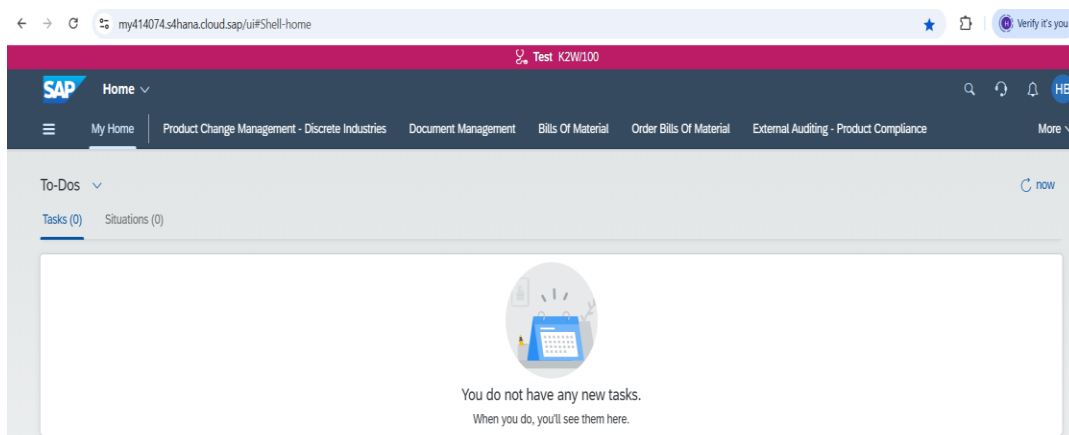 my414074.s4hana.cloud.sap/ui#Shell-home
H
Verify it's you
Test K2W/100
SAP
Home
HB
My Home
Product Change Management - Discrete Industries
Document Management
Bills Of Material
Order Bills Of Material
External Auditing - Product Compliance
More
To-Dos
now
Tasks (0)
Situations (0)
You do not have any new tasks.
When you do, you'll see them here.